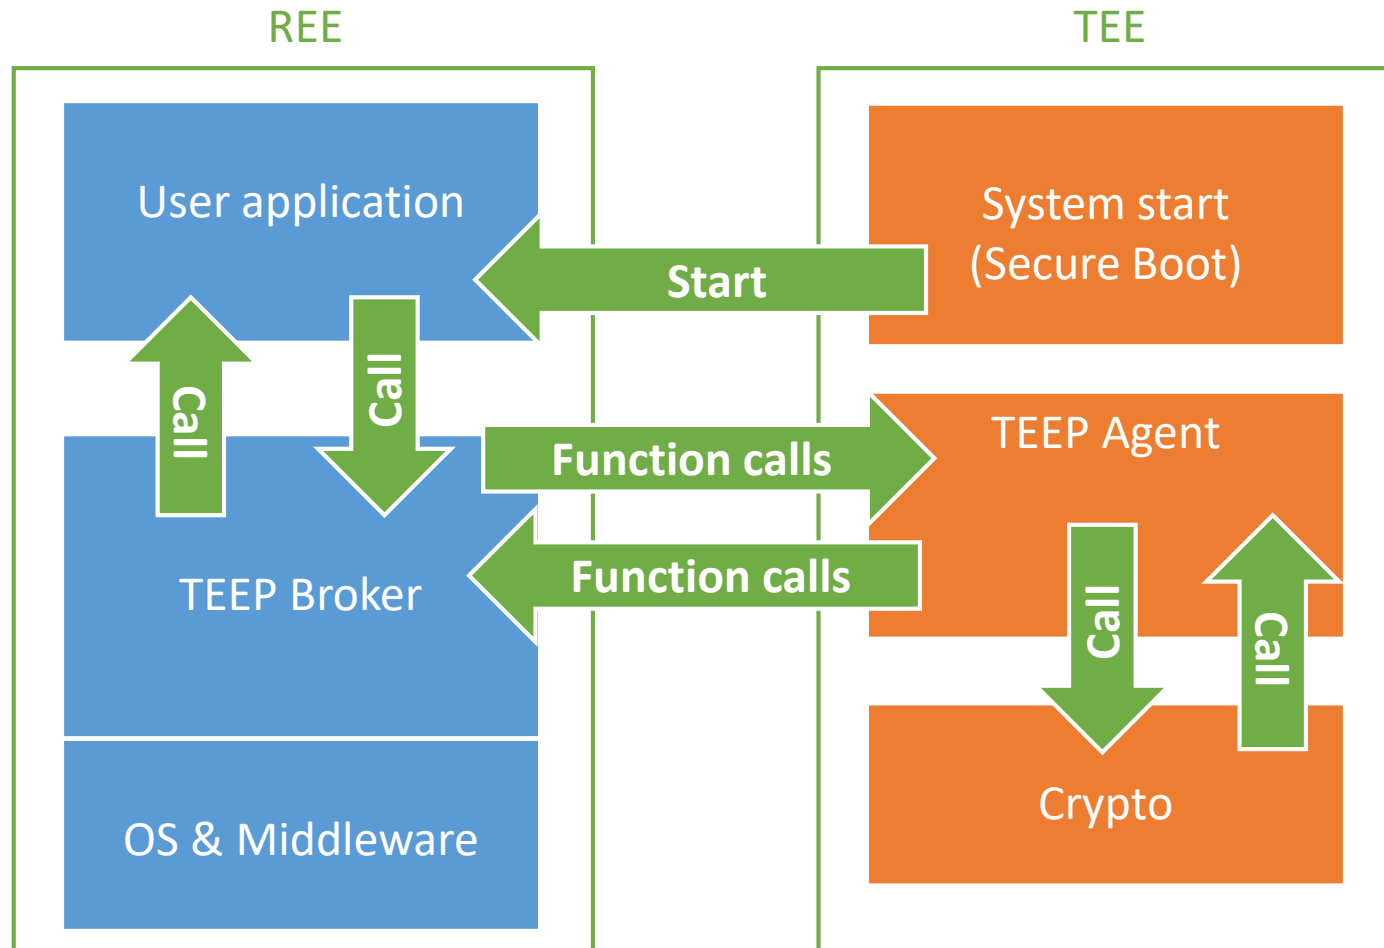 REE
TEE
User application
System start
(Secure Boot)
Start
Call
Call
Function calls
TEEP Agent
Function calls
TEEP Broker
Call
Call
OS & Middleware
Crypto